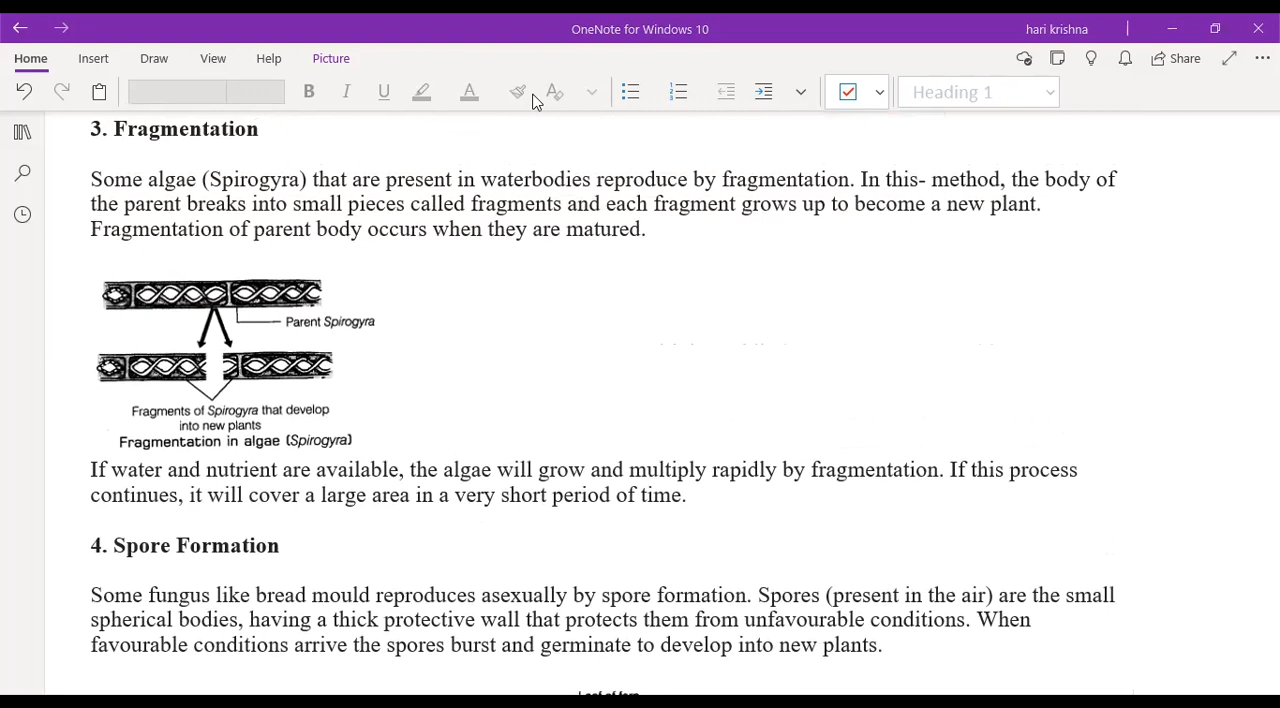 OneNote for Windows 10
hari krishna
Home Insert Draw View Help Picture
Share
B I U A
Heading 1
3. Fragmentation
Some algae (Spirogyra) that are present in waterbodies reproduce by fragmentation. In this- method, the body of
the parent breaks into small pieces called fragments and each fragment grows up to become a new plant.
Fragmentation of parent body occurs when they are matured.
Parent Spirogyra
Fragments of Spirogyra that develop
into new plants
Fragmentation in algae (Spirogyra)
If water and nutrient are available, the algae will grow and multiply rapidly by fragmentation. If this process
continues, it will cover a large area in a very short period of time.
4. Spore Formation
Some fungus like bread mould reproduces asexually by spore formation. Spores (present in the air) are the small
spherical bodies, having a thick protective wall that protects them from unfavourable conditions. When
favourable conditions arrive the spores burst and germinate to develop into new plants.